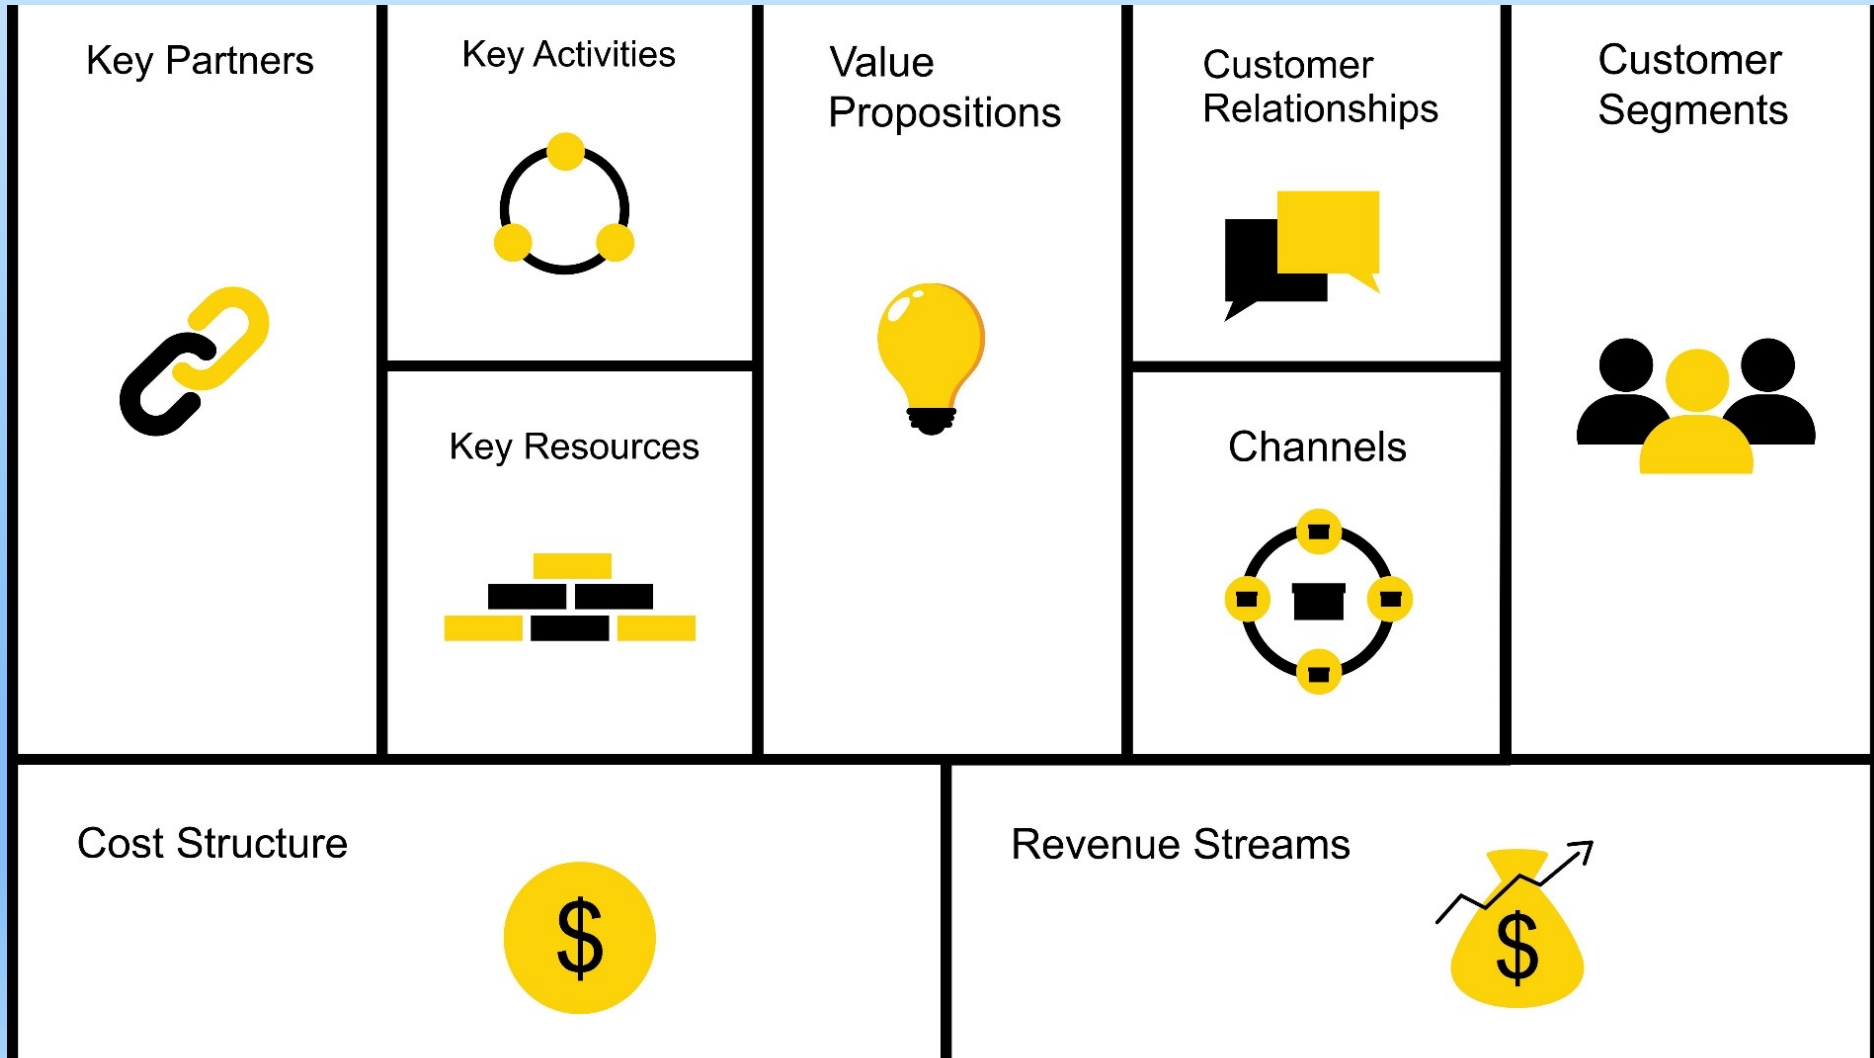 Key Partners
Key Activities
Key Resources
Value
Propositions
Customer
Relationships
Channels
Customer
Segments
Cost Structure
$
Revenue Streams
$